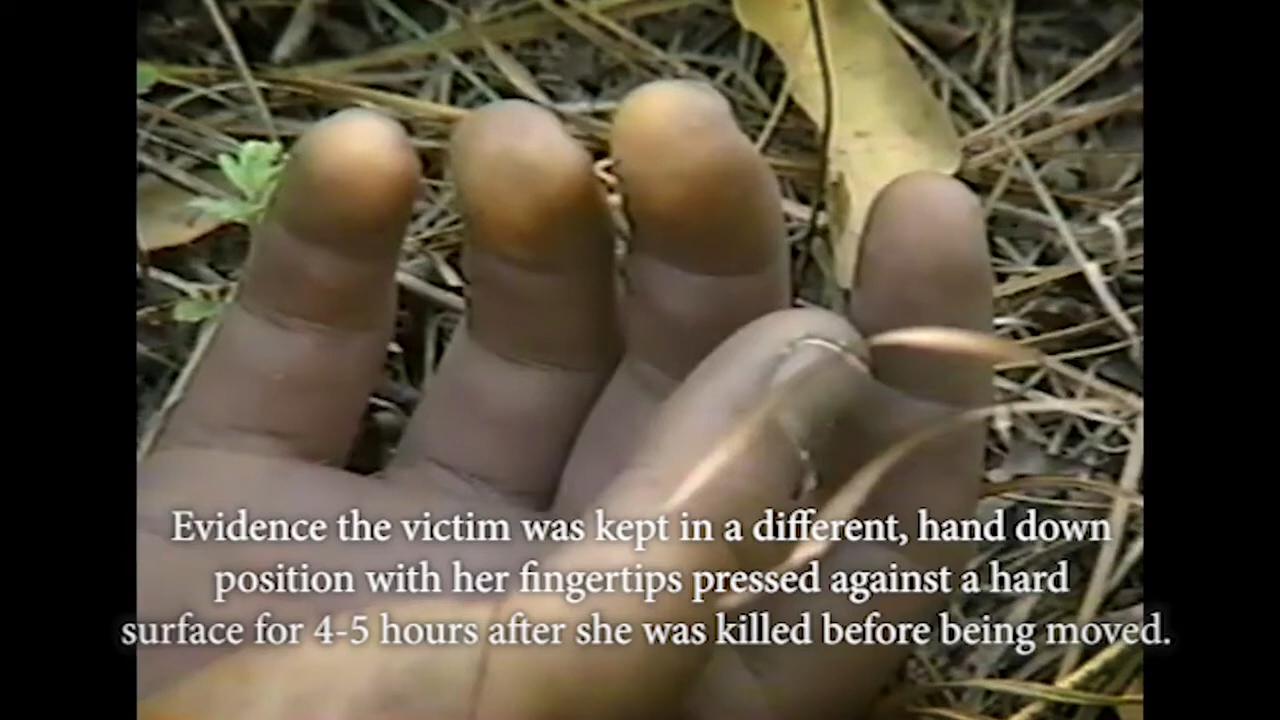 Evidence the victim was kept in a different, hand down
position with her fingertips pressed against a hard
surface for 4-5 hours after she was killed before being moved.